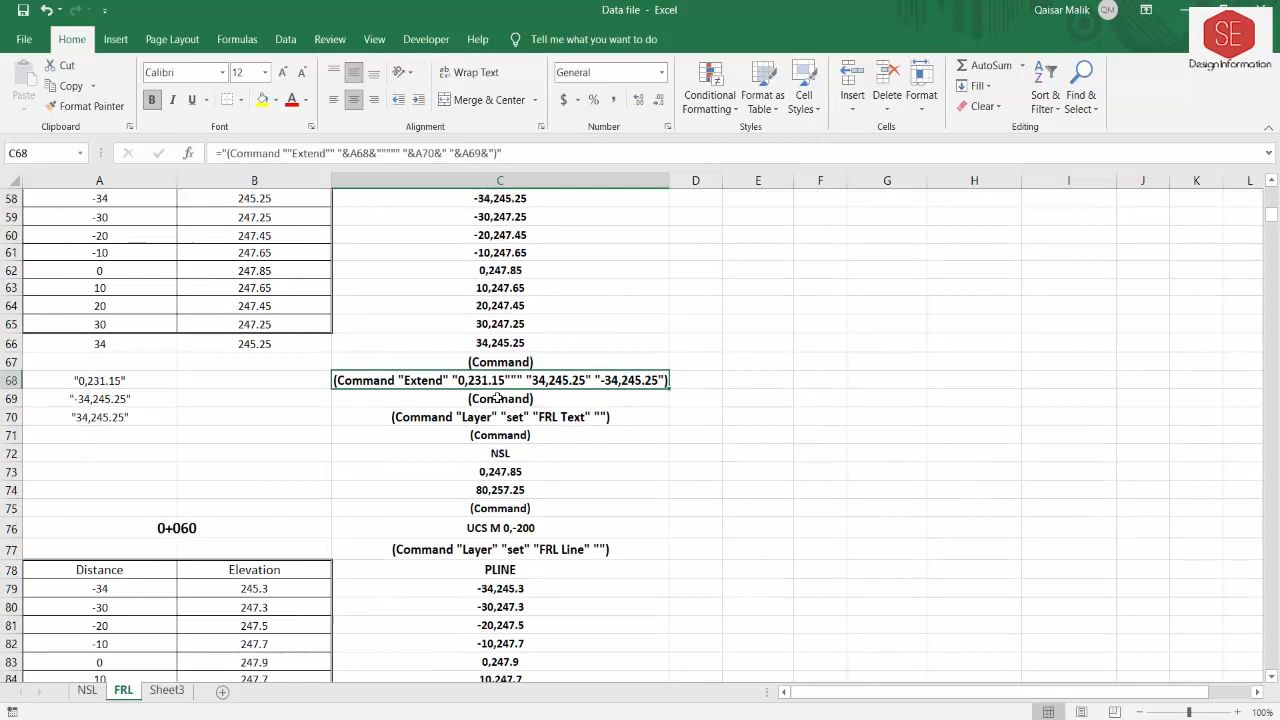 Data file - Excel
Qaisar Malik QM
SE
Design Information
File Home Insert Page Layout Formulas Data Review View Developer Help Tell me what you want to do
Paste Cut Copy Format Painter
Calibri 12
B I U A
Wrap Text
Merge & Center
General
$ % ,
Conditional Formatting Format as Table Cell Styles
Insert Delete Format
AutoSum Fill Clear
Sort & Filter Find & Select
Clipboard Font Alignment Number Styles Cells Editing
C68 fx ="(Command ""Extend"" "&A68&""""" "&A70&" "&A69&")"
A B C D E F G H I J K L
58 -34 245.25 -34,245.25
59 -30 247.25 -30,247.25
60 -20 247.45 -20,247.45
61 -10 247.65 -10,247.65
62 0 247.85 0,247.85
63 10 247.65 10,247.65
64 20 247.45 20,247.45
65 30 247.25 30,247.25
66 34 245.25 34,245.25
67 (Command)
68 "0,231.15" (Command "Extend" "0,231.15""" "34,245.25" "-34,245.25")
69 "-34,245.25" (Command)
70 "34,245.25" (Command "Layer" "set" "FRL Text" "")
71 (Command)
72 NSL
73 0,247.85
74 80,257.25
75 (Command)
76 0+060 UCS M 0,-200
77 (Command "Layer" "set" "FRL Line" "")
78 Distance Elevation PLINE
79 -34 245.3 -34,245.3
80 -30 247.3 -30,247.3
81 -20 247.5 -20,247.5
82 -10 247.7 -10,247.7
83 0 247.9 0,247.9
84 10 247.7 10,247.7
NSL FRL Sheet3
100%